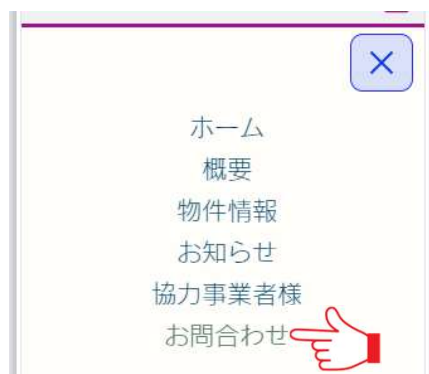 ホーム
概要
物件情報
お知らせ
協力事業者様
お問合わせ